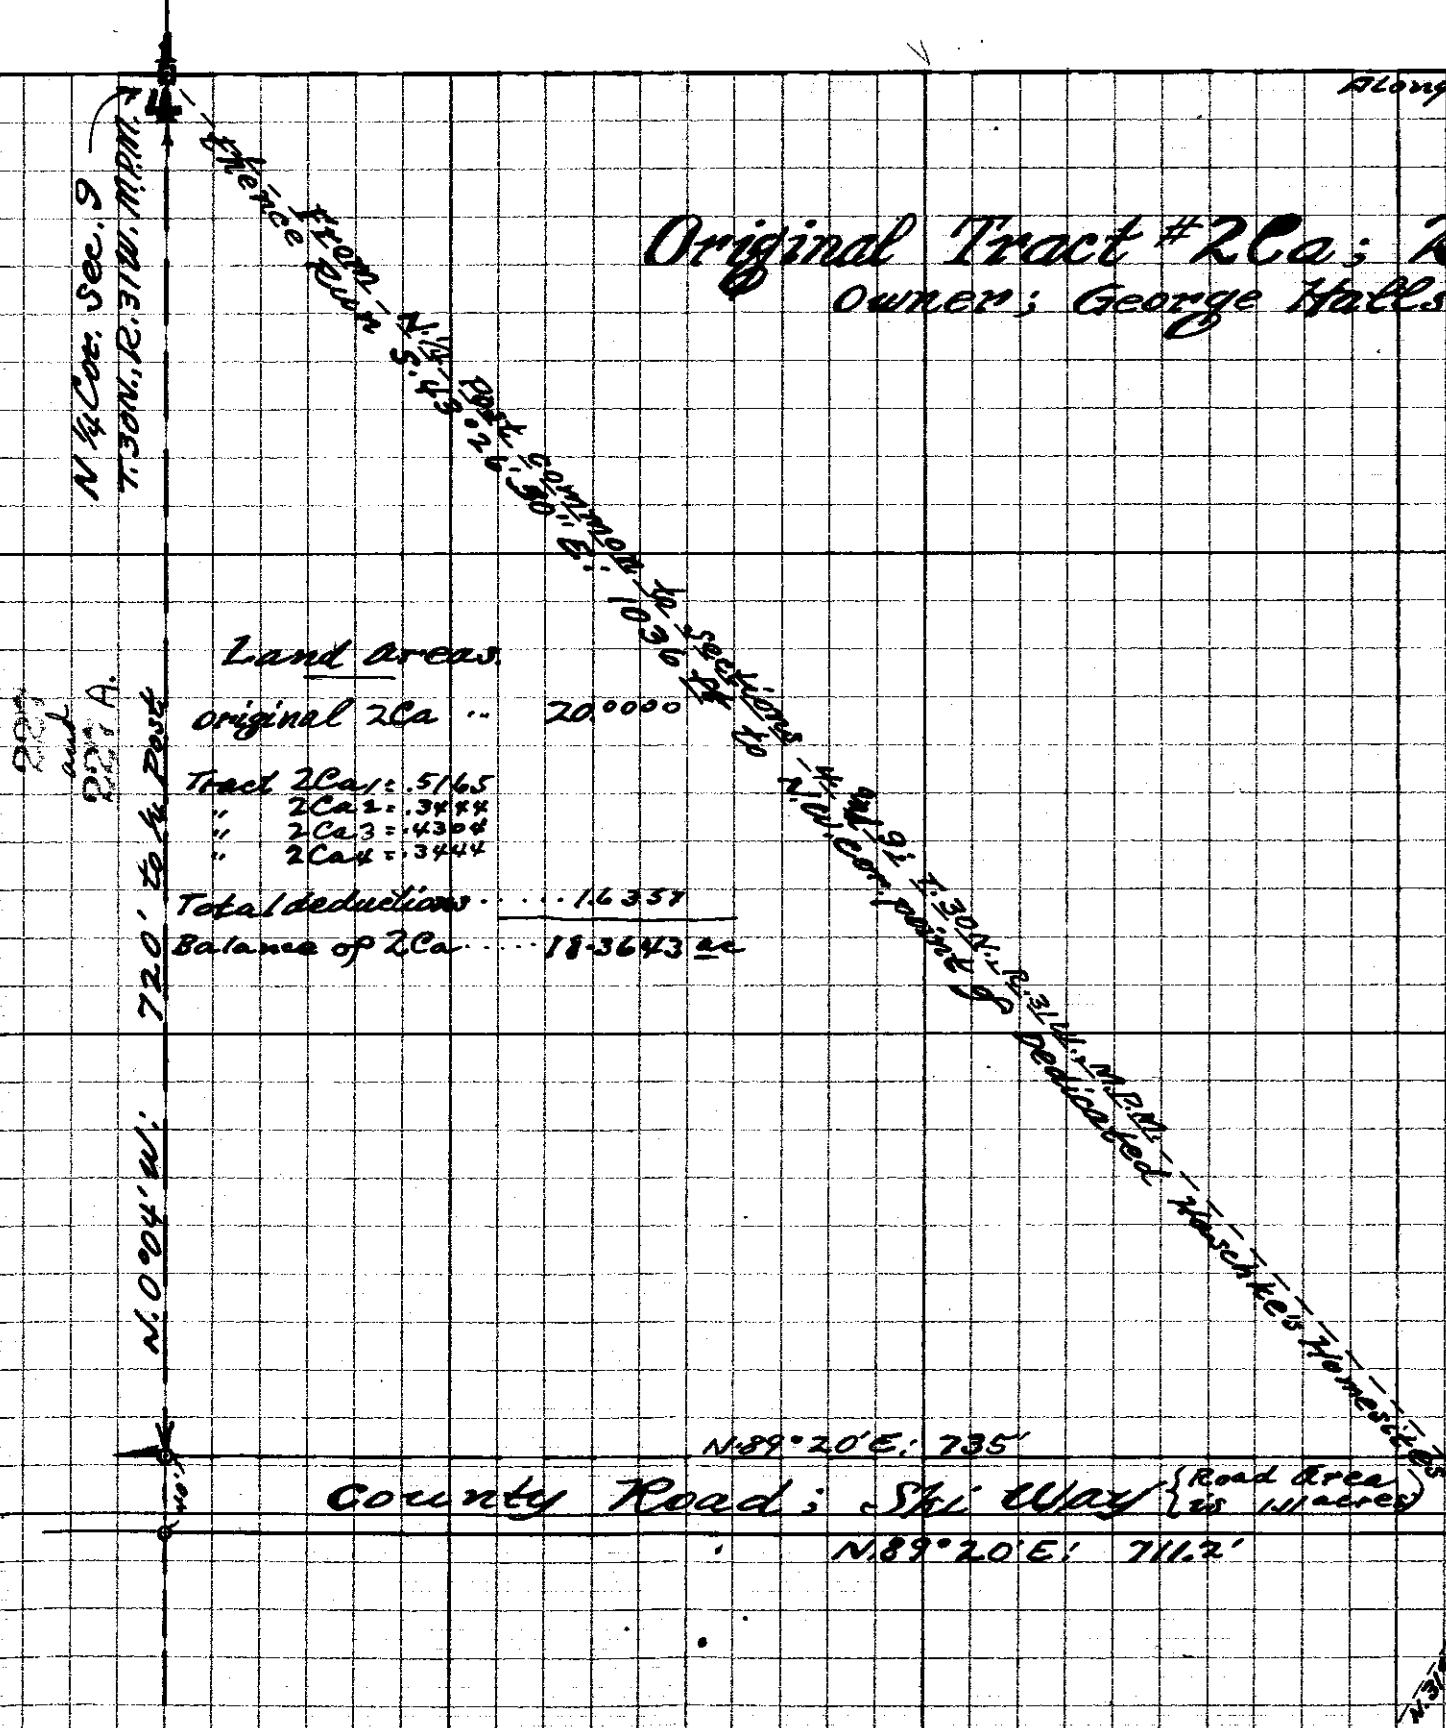 Along
Original Tract #2Ca;
Owner; George Halls
N ¼ Cor. Sec. 9
T.30N., R.31W. M.P.M.
From N.¼ post common to sections 4 and 9, T.30N., R.31W., M.P.M.
thence Run S.43°26'30"E: 1036 ft to N.W. Cor. point of Dedicated Haschke's Homesites
Land Areas.
original 2Ca .. 20.0000
Tract 2Ca1 = .5165
" 2Ca2 = .3444
" 2Ca3 = .4304
" 2Ca4 = .3444
Total deductions ..... 1.6357
Balance of 2Ca .... 18.3643 ac
and
227 A.
N.0°04'W: 720' to ¼ Post
N.89°20'E: 735'
County Road; Ski Way {Road Area
is 1.11 acres)
40'
N.89°20'E: 711.2'